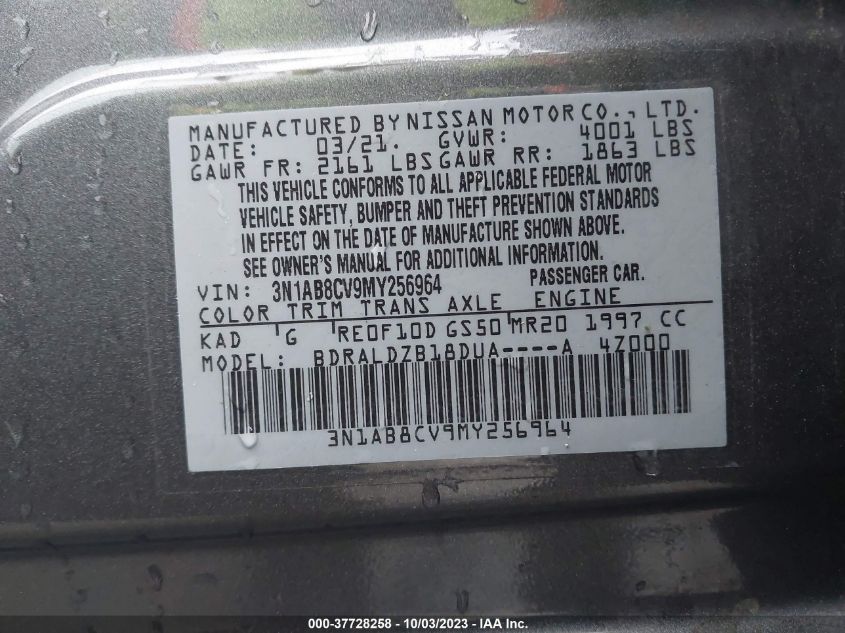 MANUFACTURED BY NISSAN MOTOR CO., LTD.
DATE: 03/21. GVWR: 4001 LBS
GAWR FR: 2161 LBS GAWR RR: 1863 LBS
THIS VEHICLE CONFORMS TO ALL APPLICABLE FEDERAL MOTOR
VEHICLE SAFETY, BUMPER AND THEFT PREVENTION STANDARDS
IN EFFECT ON THE DATE OF MANUFACTURE SHOWN ABOVE.
SEE OWNER'S MANUAL FOR ADDITIONAL INFORMATION.
VIN: 3N1AB8CV9MY256964 PASSENGER CAR.
COLOR TRIM TRANS AXLE ENGINE
KAD G RE0F10D GS50 MR20 1997 CC
MODEL: BDRALDZB18DUA----A 4Z000
3N1AB8CV9MY256964
000-37728258 - 10/03/2023 - IAA Inc.